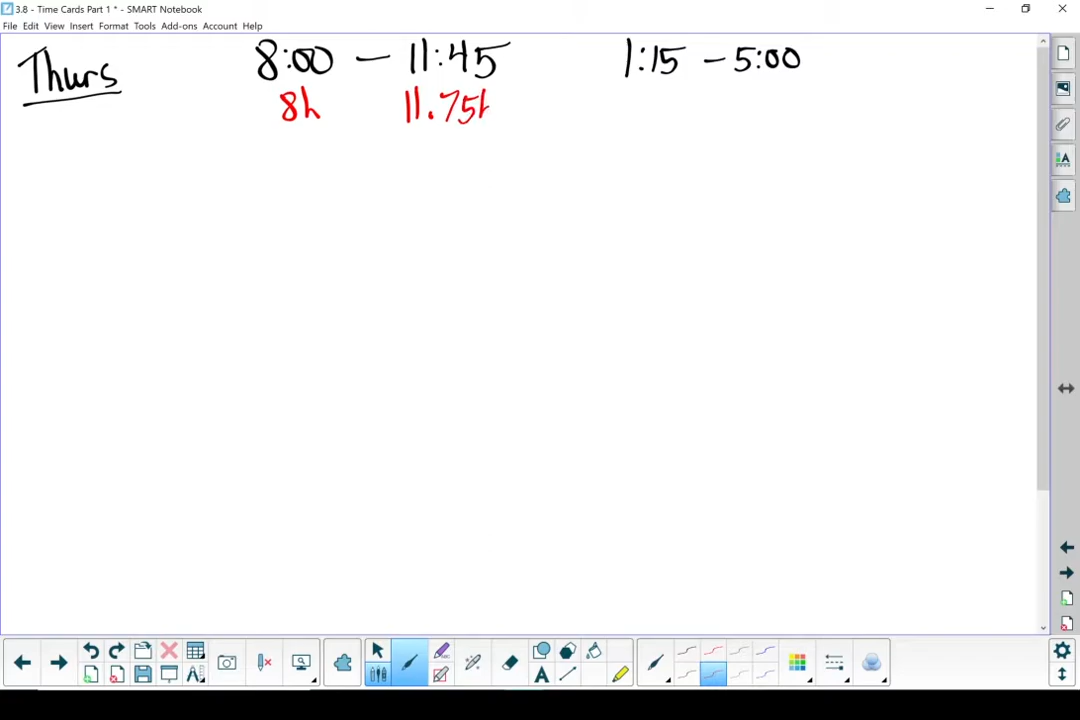 3.8 - Time Cards Part 1 * - SMART Notebook
File Edit View Insert Format Tools Add-ons Account Help
Thurs 8:00 – 11:45 1:15 – 5:00
8h 11.75h